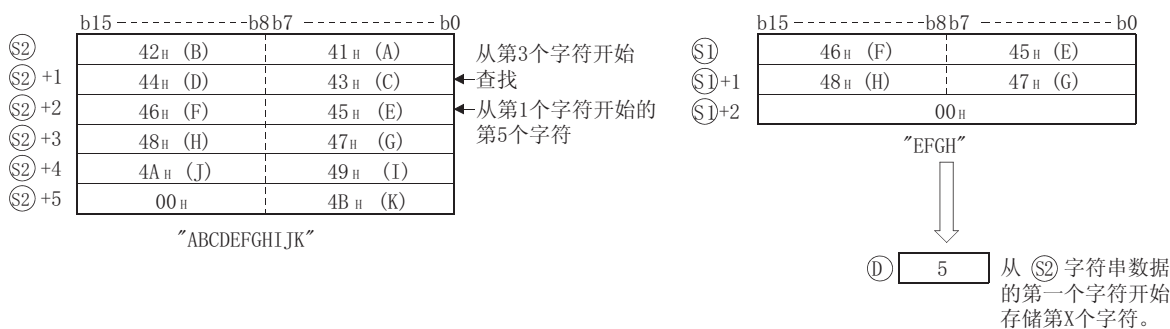 b15 ------------- b8 b7 ------------- b0
S2 42H (B) 41H (A)
S2 +1 44H (D) 43H (C)
S2 +2 46H (F) 45H (E)
S2 +3 48H (H) 47H (G)
S2 +4 4AH (J) 49H (I)
S2 +5 00H 4BH (K)
"ABCDEFGHIJK"
从第3个字符开始
查找
从第1个字符开始的
第5个字符
b15 ------------- b8 b7 ------------- b0
S1 46H (F) 45H (E)
S1+1 48H (H) 47H (G)
S1+2 00H
"EFGH"
D 5
从 S2 字符串数据
的第一个字符开始
存储第X个字符。